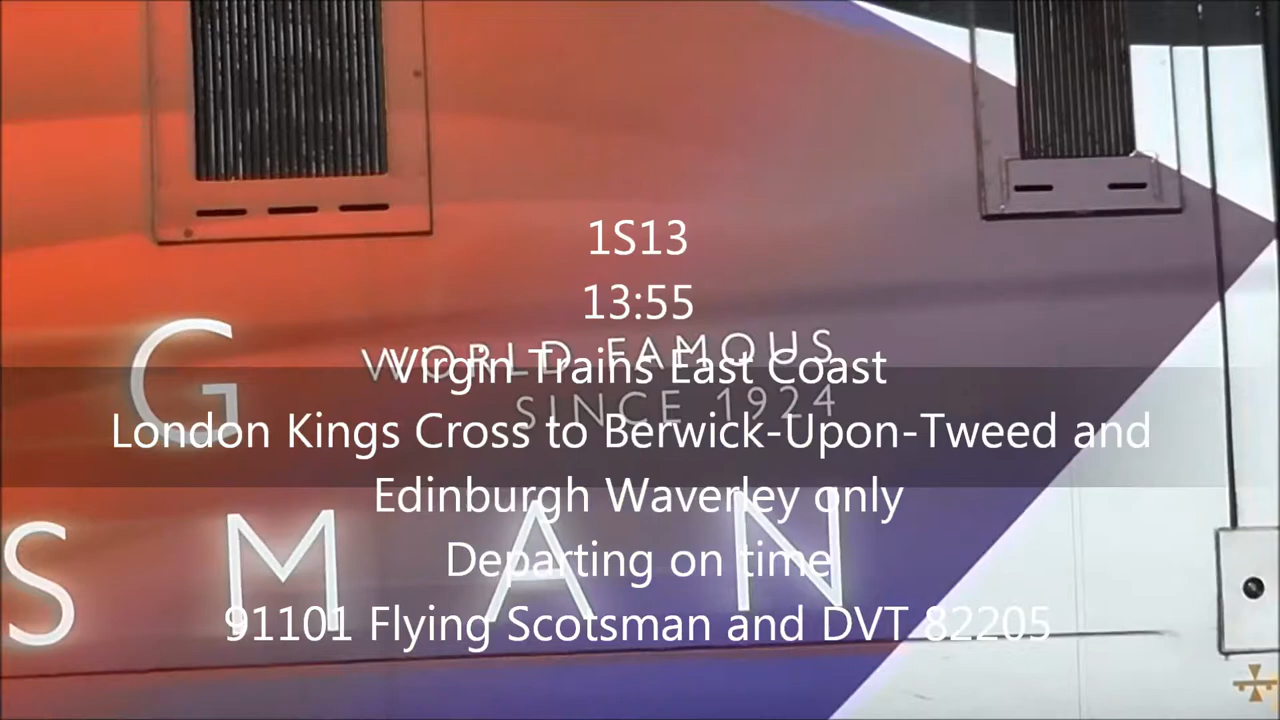 1S13
13:55
WORLD FAMOUS
Virgin Trains East Coast
SINCE 1924
G
London Kings Cross to Berwick-Upon-Tweed and
Edinburgh Waverley only
SMAN
Departing on time
91101 Flying Scotsman and DVT 82205